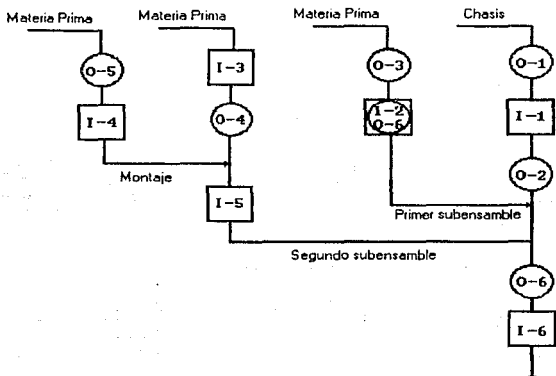 Materia Prima
Materia Prima
Materia Prima
Chasis
O-5
I-3
O-3
O-1
I-4
O-4
I-2
O-6
I-1
O-2
Montaje
I-5
Primer subensamble
Segundo subensamble
O-6
I-6